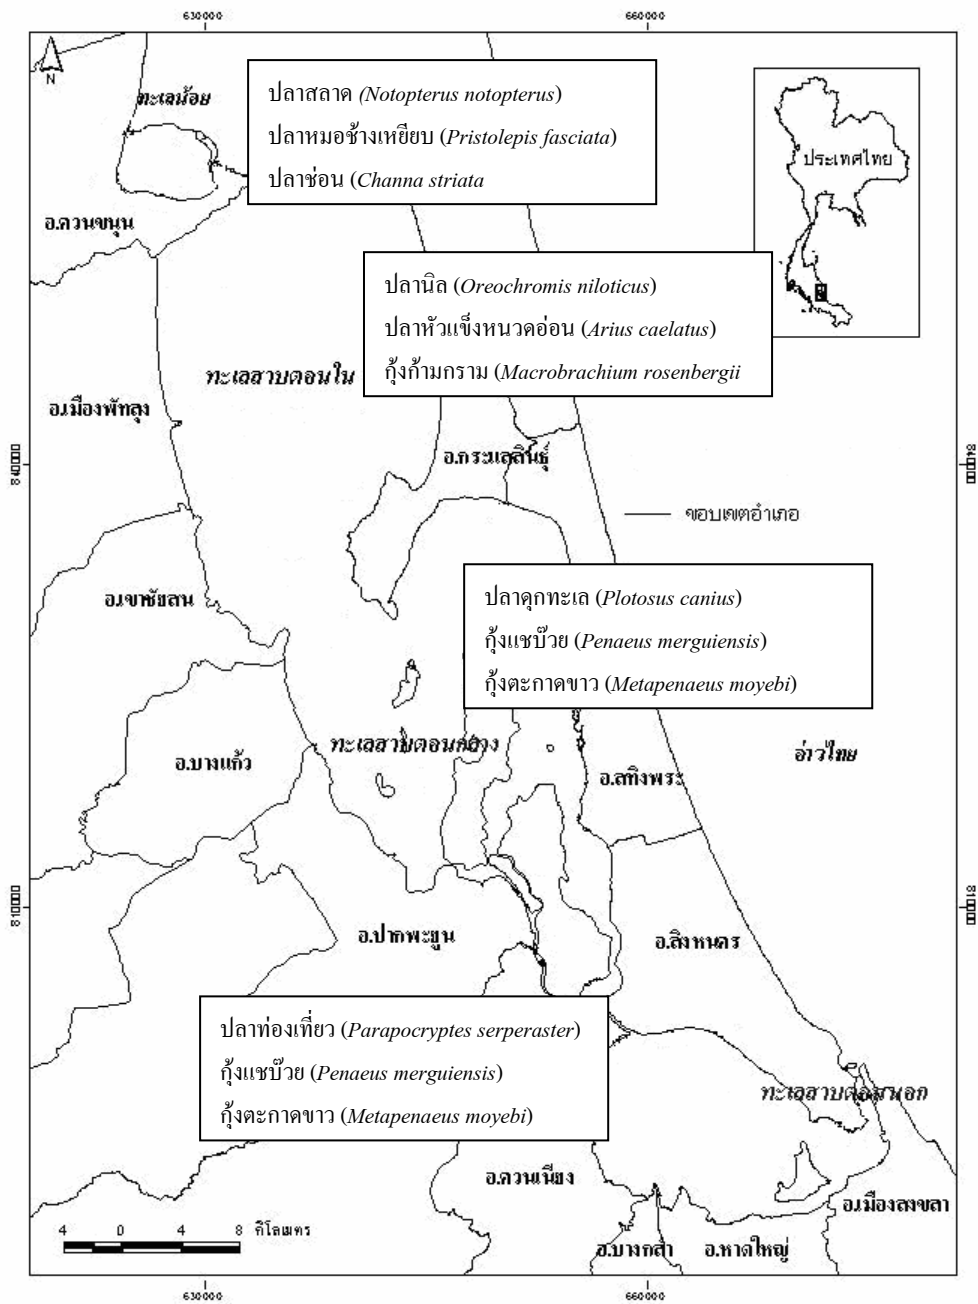 630000
660000
N
ทะเลน้อย
ปลาสลาด (Notopterus notopterus)
ปลาหมอช้างเหยียบ (Pristolepis fasciata)
ปลาช่อน (Channa striata
ประเทศไทย
อ.ควนขนุน
ปลานิล (Oreochromis niloticus)
ปลาหัวแข็งหนวดอ่อน (Arius caelatus)
กุ้งก้ามกราม (Macrobrachium rosenbergii
ทะเลสาบตอนใน
อ.เมืองพัทลุง
อ.กระแสสินธุ์
840000
840000
ขอบเขตอำเภอ
ปลาดุกทะเล (Plotosus canius)
กุ้งแชบ๊วย (Penaeus merguiensis)
กุ้งตะกาดขาว (Metapenaeus moyebi)
อ.เขาชัยสน
ทะเลสาบตอนกลาง
อ่าวไทย
อ.บางแก้ว
อ.สทิงพระ
810000
810000
อ.ปากพะยูน
อ.สิงหนคร
ปลาท่องเที่ยว (Parapocryptes serperaster)
กุ้งแชบ๊วย (Penaeus merguiensis)
กุ้งตะกาดขาว (Metapenaeus moyebi)
ทะเลสาบตอนนอก
อ.ควนเนียง
อ.เมืองสงขลา
4 0 4 8 กิโลเมตร
อ.บางกล่ำ
อ.หาดใหญ่
630000
660000